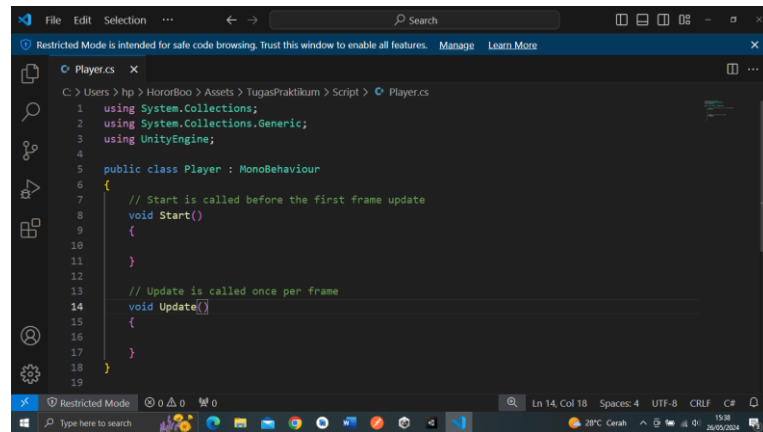 File Edit Selection ··· Search
Restricted Mode is intended for safe code browsing. Trust this window to enable all features. Manage Learn More
Player.cs
C: > Users > hp > HororBoo > Assets > TugasPraktikum > Script > Player.cs
1 using System.Collections;
2 using System.Collections.Generic;
3 using UnityEngine;
4
5 public class Player : MonoBehaviour
6 {
7 // Start is called before the first frame update
8 void Start()
9 {
10
11 }
12
13 // Update is called once per frame
14 void Update()
15 {
16
17 }
18 }
19
Restricted Mode 0 0 0 Ln 14, Col 18 Spaces: 4 UTF-8 CRLF C#
Type here to search 28°C Cerah 15:38
26/05/2024